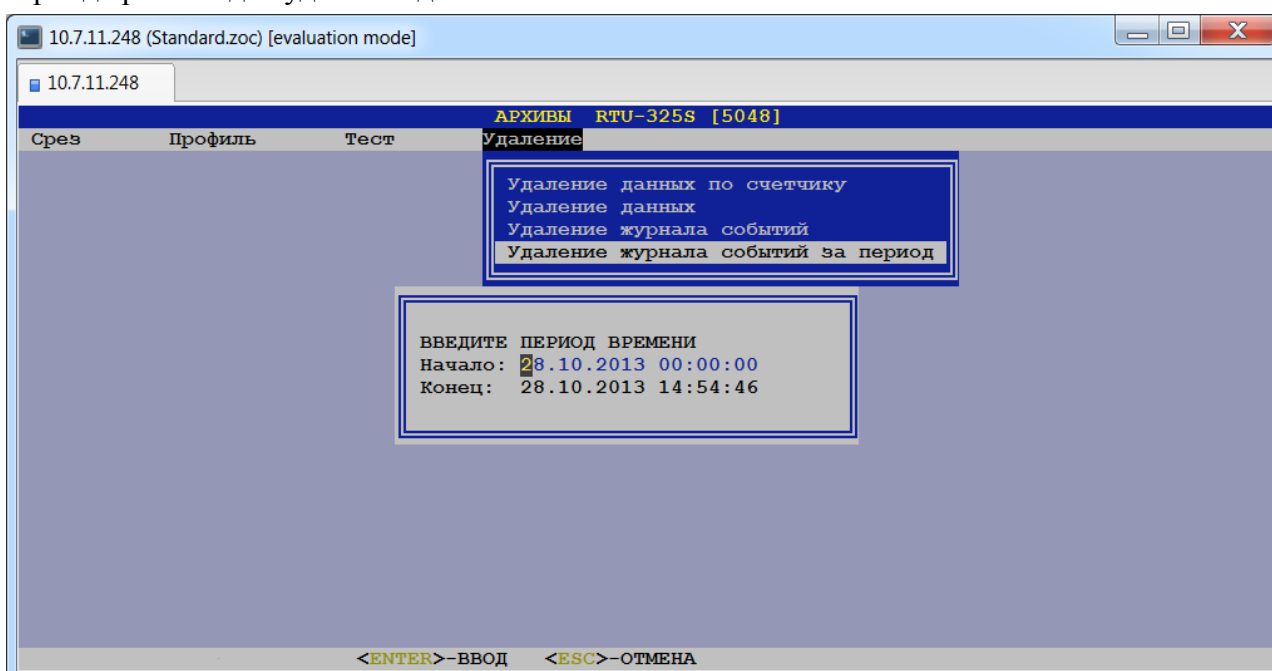 10.7.11.248 (Standard.zoc) [evaluation mode]
10.7.11.248
АРХИВЫ RTU-325S [5048]
Срез Профиль Тест Удаление
Удаление данных по счетчику
Удаление данных
Удаление журнала событий
Удаление журнала событий за период
ВВЕДИТЕ ПЕРИОД ВРЕМЕНИ
Начало: 28.10.2013 00:00:00
Конец: 28.10.2013 14:54:46
<ENTER>-ВВОД <ESC>-ОТМЕНА